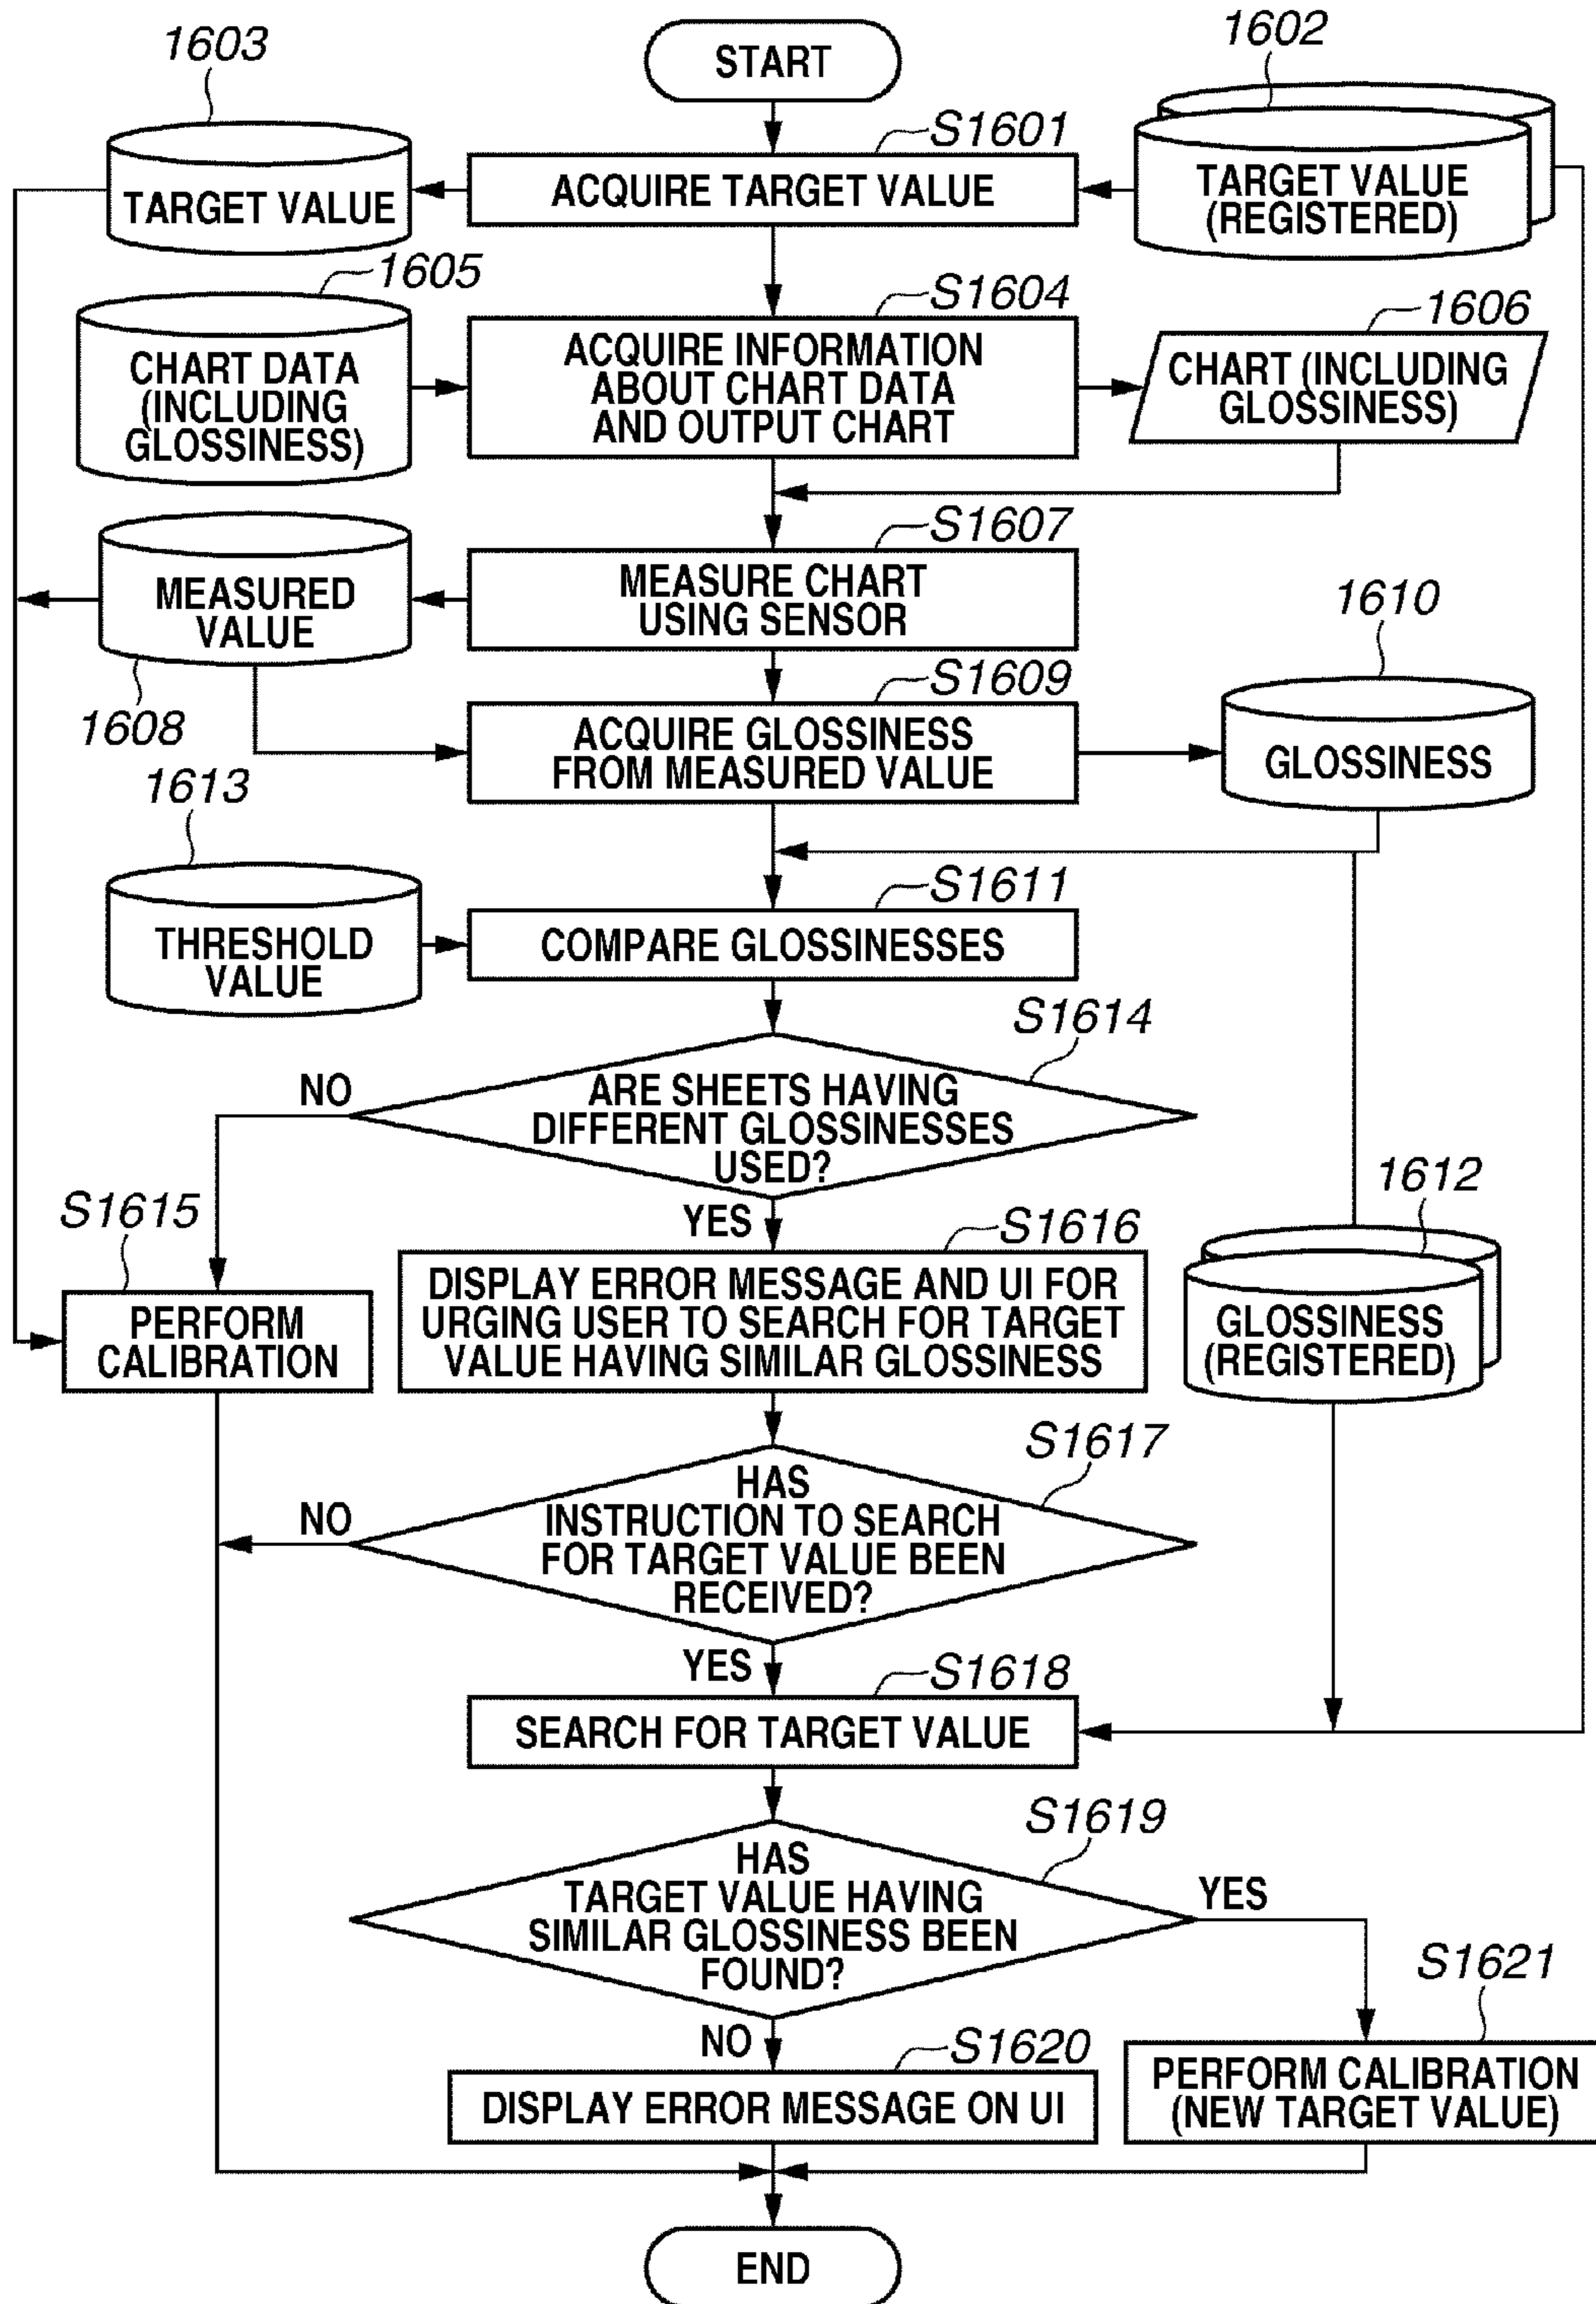 1603
START
1602
S1601
TARGET VALUE
ACQUIRE TARGET VALUE
TARGET VALUE
(REGISTERED)
1605
S1604
1606
CHART DATA
(INCLUDING
GLOSSINESS)
ACQUIRE INFORMATION
ABOUT CHART DATA
AND OUTPUT CHART
CHART (INCLUDING
GLOSSINESS)
S1607
MEASURED
VALUE
1608
MEASURE CHART
USING SENSOR
1610
S1609
ACQUIRE GLOSSINESS
FROM MEASURED VALUE
GLOSSINESS
1613
S1611
THRESHOLD
VALUE
COMPARE GLOSSINESSES
S1614
ARE SHEETS HAVING
DIFFERENT GLOSSINESSES
USED?
NO
YES
S1615
PERFORM
CALIBRATION
S1616
DISPLAY ERROR MESSAGE AND UI FOR
URGING USER TO SEARCH FOR TARGET
VALUE HAVING SIMILAR GLOSSINESS
1612
GLOSSINESS
(REGISTERED)
S1617
HAS
INSTRUCTION TO SEARCH
FOR TARGET VALUE BEEN
RECEIVED?
NO
YES
S1618
SEARCH FOR TARGET VALUE
S1619
HAS
TARGET VALUE HAVING
SIMILAR GLOSSINESS BEEN
FOUND?
YES
NO
S1621
S1620
DISPLAY ERROR MESSAGE ON UI
PERFORM CALIBRATION
(NEW TARGET VALUE)
END